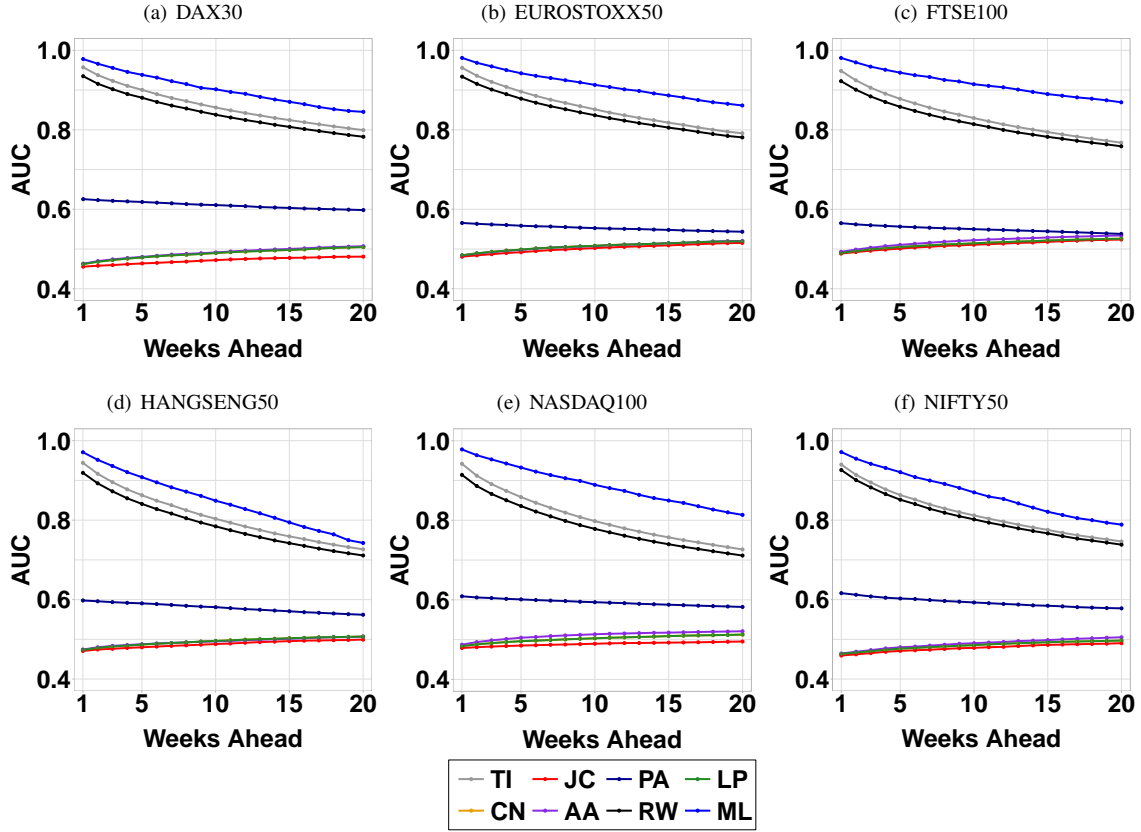 (a) DAX30
(b) EUROSTOXX50
(c) FTSE100
AUC
1.0
0.8
0.6
0.4
1 5 10 15 20
Weeks Ahead
AUC
1.0
0.8
0.6
0.4
1 5 10 15 20
Weeks Ahead
AUC
1.0
0.8
0.6
0.4
1 5 10 15 20
Weeks Ahead
(d) HANGSENG50
(e) NASDAQ100
(f) NIFTY50
AUC
1.0
0.8
0.6
0.4
1 5 10 15 20
Weeks Ahead
AUC
1.0
0.8
0.6
0.4
1 5 10 15 20
Weeks Ahead
AUC
1.0
0.8
0.6
0.4
1 5 10 15 20
Weeks Ahead
TI JC PA LP
CN AA RW ML